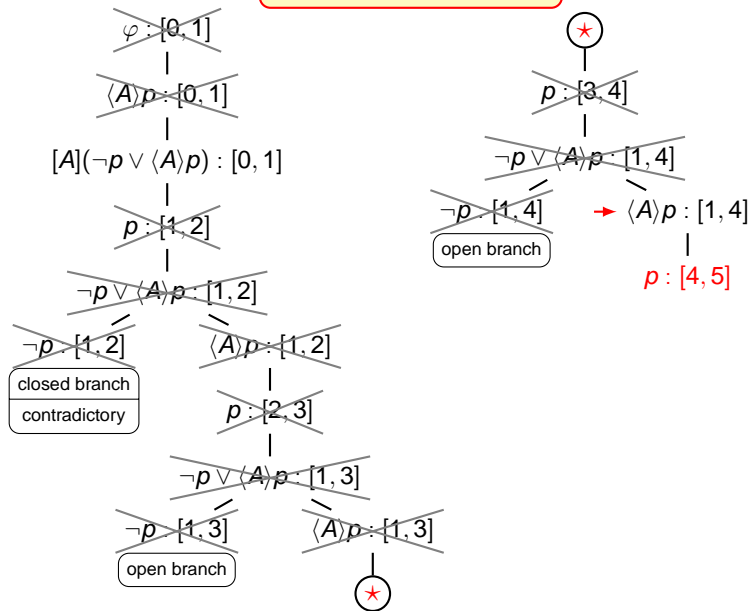 φ : [0, 1]
⟨A⟩p : [0, 1]
[A](¬p ∨ ⟨A⟩p) : [0, 1]
p : [1, 2]
¬p ∨ ⟨A⟩p : [1, 2]
¬p : [1, 2]
closed branch
contradictory
⟨A⟩p : [1, 2]
p : [2, 3]
¬p ∨ ⟨A⟩p : [1, 3]
¬p : [1, 3]
open branch
⟨A⟩p : [1, 3]
⋆
⋆
p : [3, 4]
¬p ∨ ⟨A⟩p : [1, 4]
¬p : [1, 4]
open branch
→ ⟨A⟩p : [1, 4]
p : [4, 5]